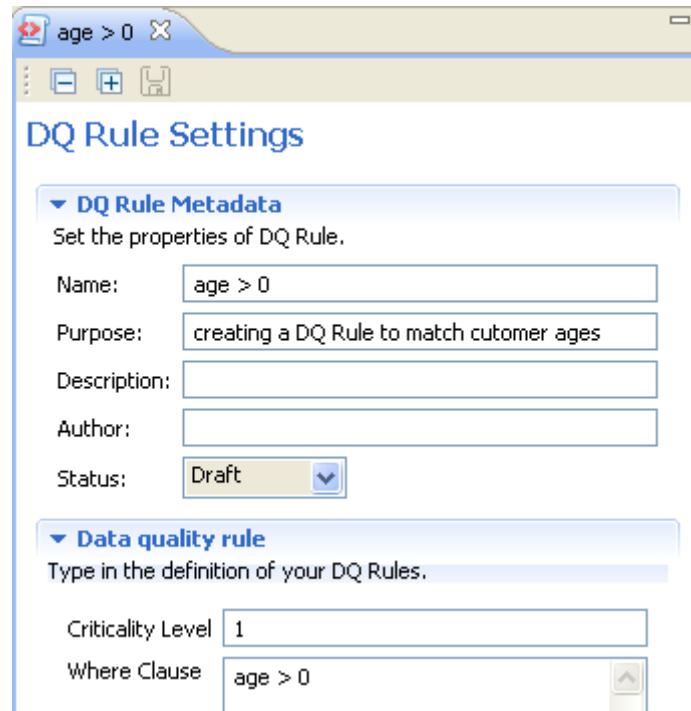 age > 0
DQ Rule Settings
DQ Rule Metadata
Set the properties of DQ Rule.
Name: age > 0
Purpose: creating a DQ Rule to match cutomer ages
Description:
Author:
Status: Draft
Data quality rule
Type in the definition of your DQ Rules.
Criticality Level 1
Where Clause age > 0